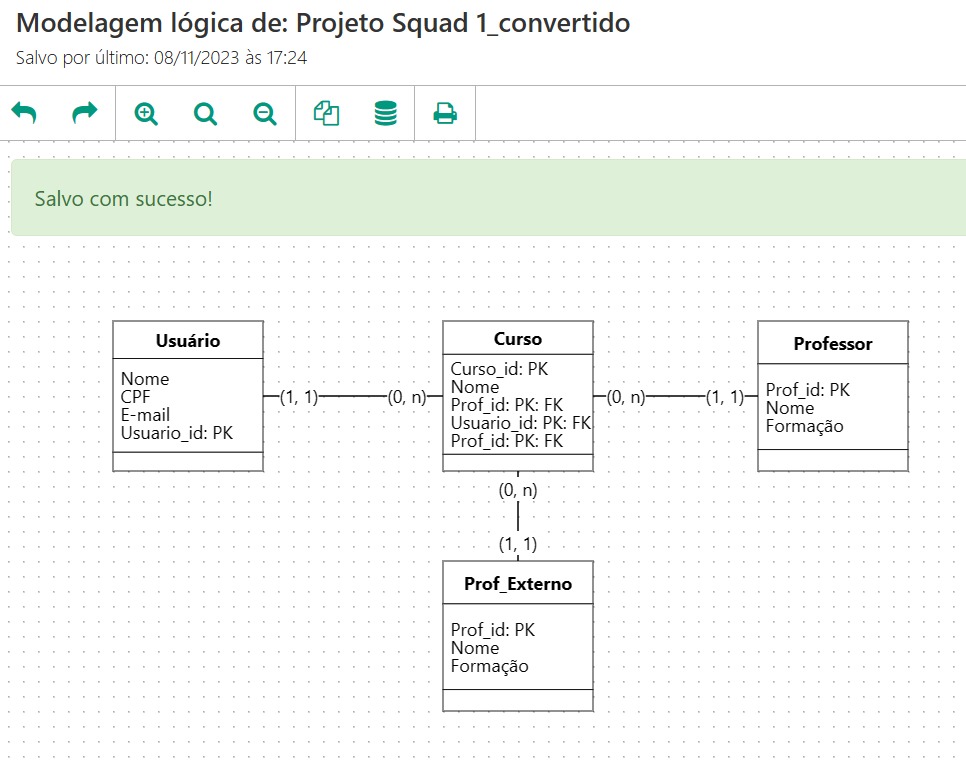 Modelagem lógica de: Projeto Squad 1_convertido
Salvo por último: 08/11/2023 às 17:24
Salvo com sucesso!
Usuário
Nome
CPF
E-mail
Usuario_id: PK
(1, 1)
(0, n)
Curso
Curso_id: PK
Nome
Prof_id: PK: FK
Usuario_id: PK: FK
Prof_id: PK: FK
(0, n)
(1, 1)
Professor
Prof_id: PK
Nome
Formação
(0, n)
(1, 1)
Prof_Externo
Prof_id: PK
Nome
Formação